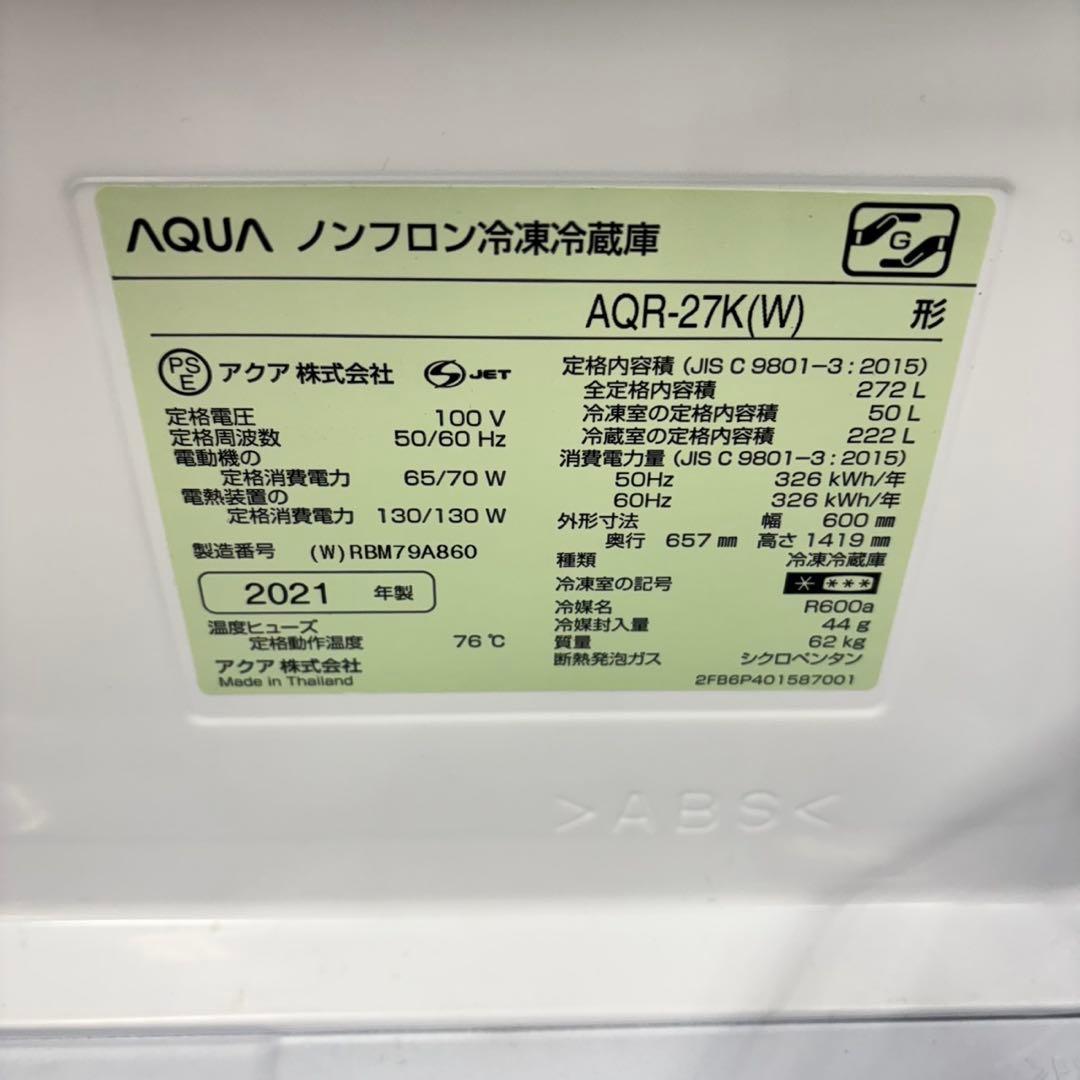 AQUA ノンフロン冷凍冷蔵庫
G
AQR-27K(W) 形
PSE アクア 株式会社 S JET
定格電圧 100 V
定格周波数 50/60 Hz
電動機の
定格消費電力 65/70 W
電熱装置の
定格消費電力 130/130 W
製造番号 (W)RBM79A860
2021 年製
温度ヒューズ
定格動作温度 76 ℃
アクア 株式会社
Made in Thailand
定格内容積 (JIS C 9801-3:2015)
全定格内容積 272 L
冷凍室の定格内容積 50 L
冷蔵室の定格内容積 222 L
消費電力量 (JIS C 9801-3:2015)
50Hz 326 kWh/年
60Hz 326 kWh/年
外形寸法 幅 600 ㎜
奥行 657 ㎜ 高さ 1419 ㎜
種類 冷凍冷蔵庫
冷凍室の記号 * ***
冷媒名 R600a
冷媒封入量 44 g
質量 62 kg
断熱発泡ガス シクロペンタン
2FB6P401587001
>ABS<